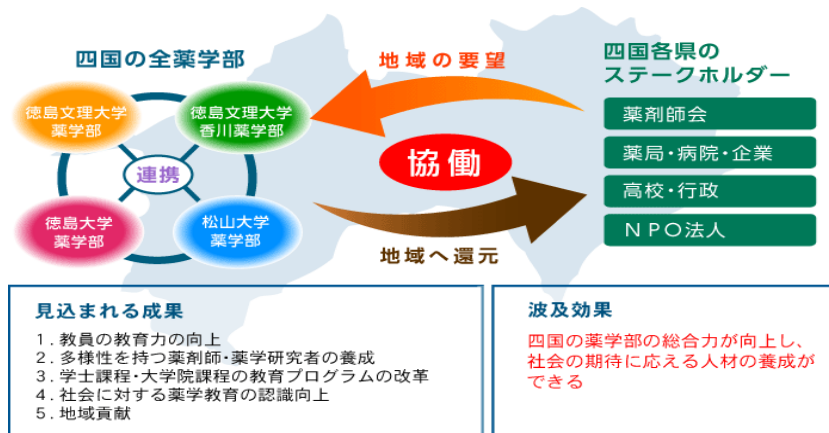 四国の全薬学部
徳島文理大学
薬学部
徳島文理大学
香川薬学部
連携
徳島大学
薬学部
松山大学
薬学部
地域の要望
協働
地域へ還元
四国各県の
ステークホルダー
薬剤師会
薬局・病院・企業
高校・行政
NPO法人
見込まれる成果
1. 教員の教育力の向上
2. 多様性を持つ薬剤師・薬学研究者の養成
3. 学士課程・大学院課程の教育プログラムの改革
4. 社会に対する薬学教育の認識向上
5. 地域貢献
波及効果
四国の薬学部の総合力が向上し、
社会の期待に応える人材の養成が
できる